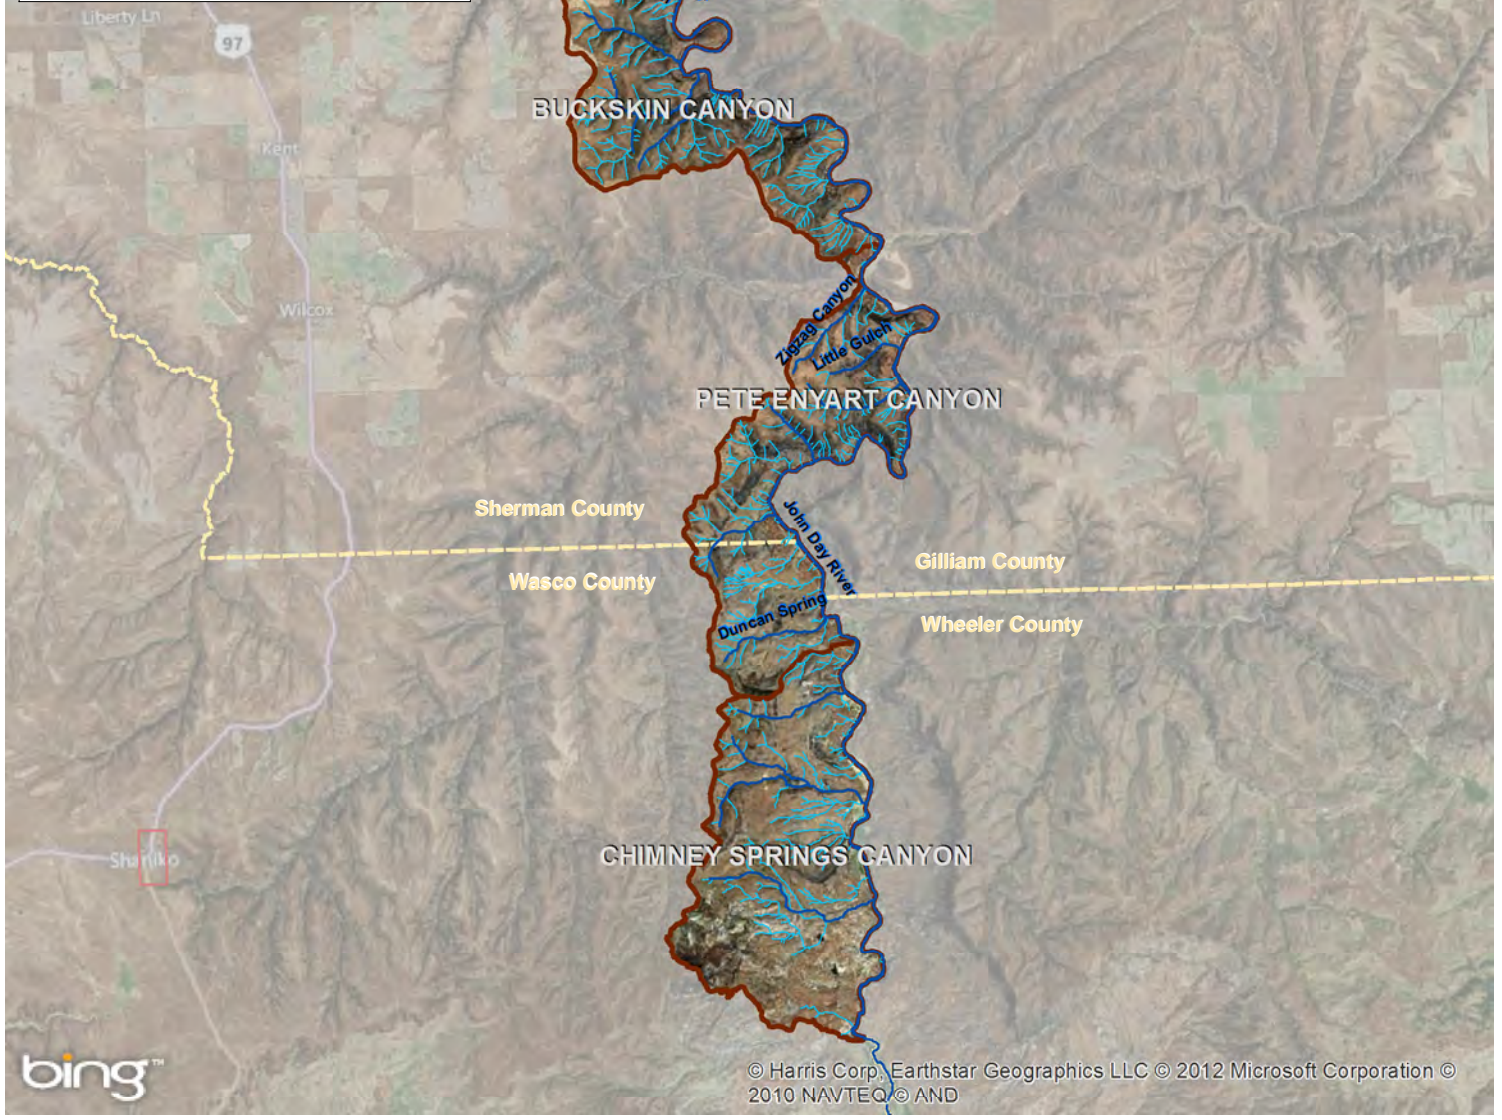 Liberty Ln
97
BUCKSKIN CANYON
Kent
Zigzag Canyon
Wilcox
Little Gulch
PETE ENYART CANYON
Sherman County
John Day River
Gilliam County
Wasco County
Duncan Spring
Wheeler County
CHIMNEY SPRINGS CANYON
Shaniko
bing™
© Harris Corp, Earthstar Geographics LLC © 2012 Microsoft Corporation ©
2010 NAVTEQ © AND